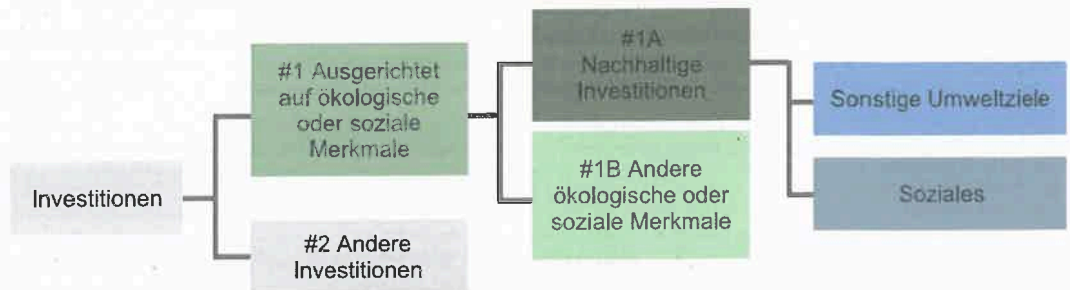 Investitionen
#1 Ausgerichtet
auf ökologische
oder soziale
Merkmale
#2 Andere
Investitionen
#1A
Nachhaltige
Investitionen
#1B Andere
ökologische oder
soziale Merkmale
Sonstige Umweltziele
Soziales